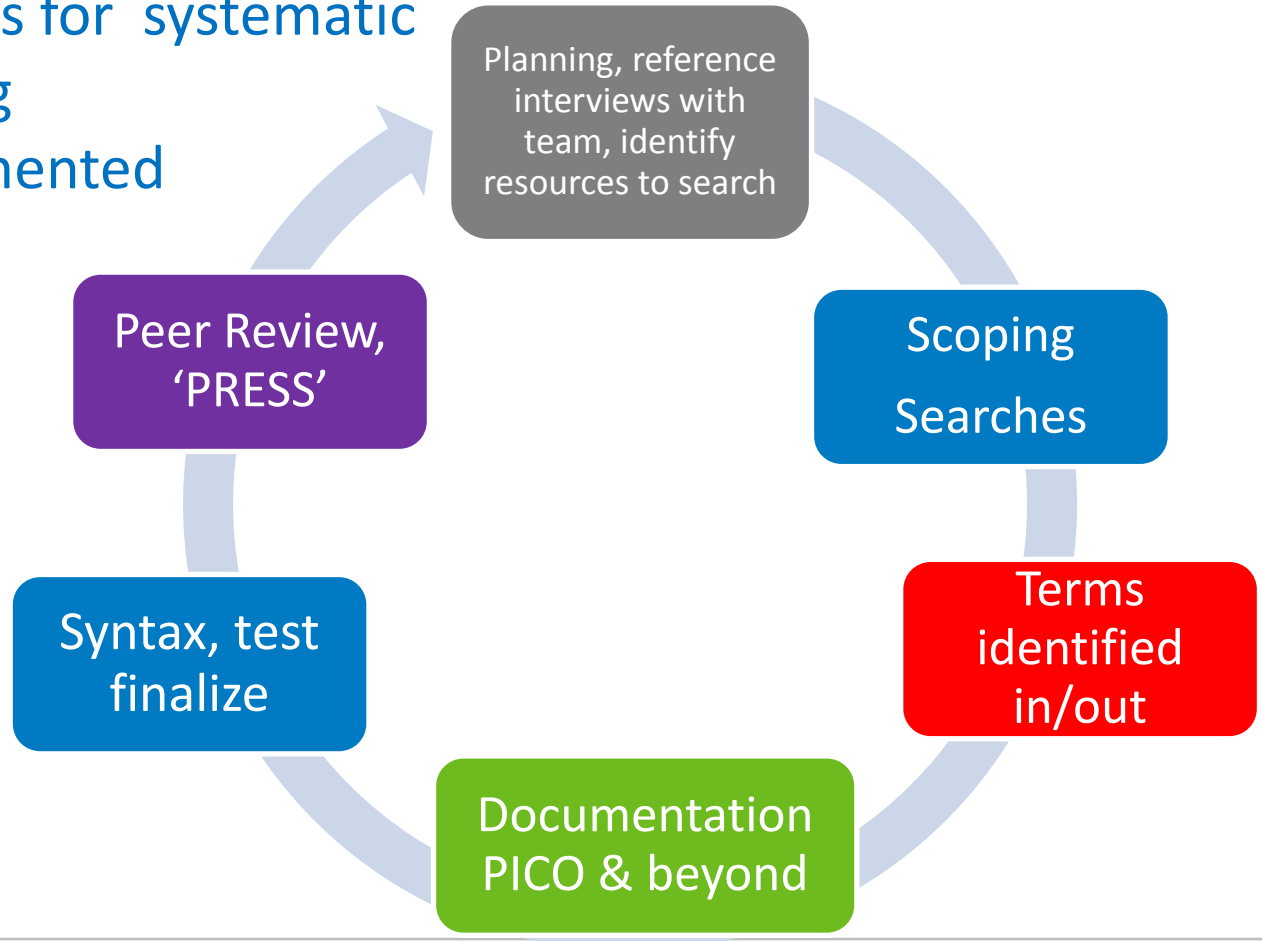 s for systematic
g
nented
Planning, reference
interviews with
team, identify
resources to search
Scoping
Searches
Terms
identified
in/out
Documentation
PICO & beyond
Syntax, test
finalize
Peer Review,
‘PRESS’